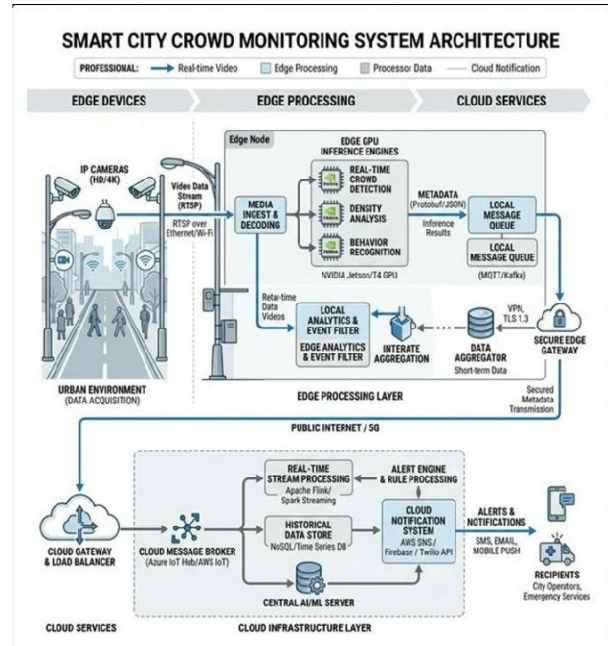 SMART CITY CROWD MONITORING SYSTEM ARCHITECTURE
PROFESSIONAL: Real-time Video Edge Processing Processor Data Cloud Notification
EDGE DEVICES
EDGE PROCESSING
CLOUD SERVICES
IP CAMERAS
(HD/4K)
Video Data
Stream
(RTSP)
RTSP over
Ethernet/Wi-Fi
URBAN ENVIRONMENT
(DATA ACQUISITION)
Edge Node
EDGE GPU
INFERENCE ENGINES
MEDIA
INGEST &
DECODING
REAL-TIME
CROWD
DETECTION
DENSITY
ANALYSIS
BEHAVIOR
RECOGNITION
NVIDIA Jetson/T4 GPU
METADATA
(Protobuf/JSON)
Inference
Results
LOCAL
MESSAGE
QUEUE
LOCAL
MESSAGE QUEUE
(MQTT/Kafka)
Reta-time
Data
Videos
LOCAL
ANALYTICS &
EVENT FILTER
EDGE ANALYTICS
& EVENT FILTER
INTERATE
AGGREGATION
DATA
AGGREGATOR
Short-term Data
VPN,
TLS 1.3
SECURE EDGE
GATEWAY
EDGE PROCESSING LAYER
Secured
Metadata
Transmission
PUBLIC INTERNET / 5G
CLOUD GATEWAY
& LOAD BALANCER
CLOUD MESSAGE BROKER
(Azure IoT Hub/AWS IoT)
REAL-TIME
STREAM PROCESSING
Apache Flink/
Spark Streaming
HISTORICAL
DATA STORE
NoSQL/Time Series DB
CENTRAL AI/ML SERVER
ALERT ENGINE
& RULE PROCESSING
CLOUD
NOTIFICATION
SYSTEM
AWS SNS/
Firebase / Twilio API
ALERTS &
NOTIFICATIONS
SMS, EMAIL,
MOBILE PUSH
RECIPIENTS
City Operators,
Emergency Services
CLOUD SERVICES
CLOUD INFRASTRUCTURE LAYER